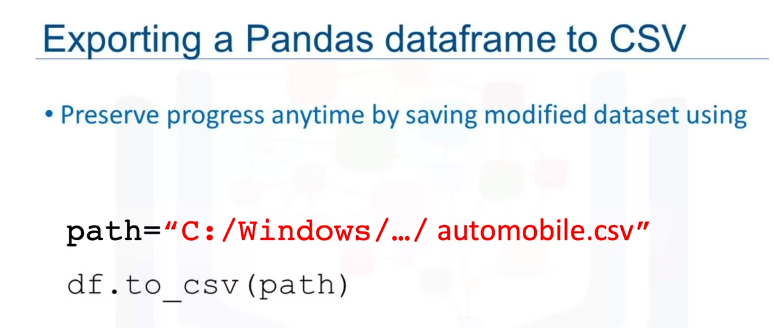 Exporting a Pandas dataframe to CSV
• Preserve progress anytime by saving modified dataset using
path=“C:/Windows/…/ automobile.csv”
df.to_csv(path)